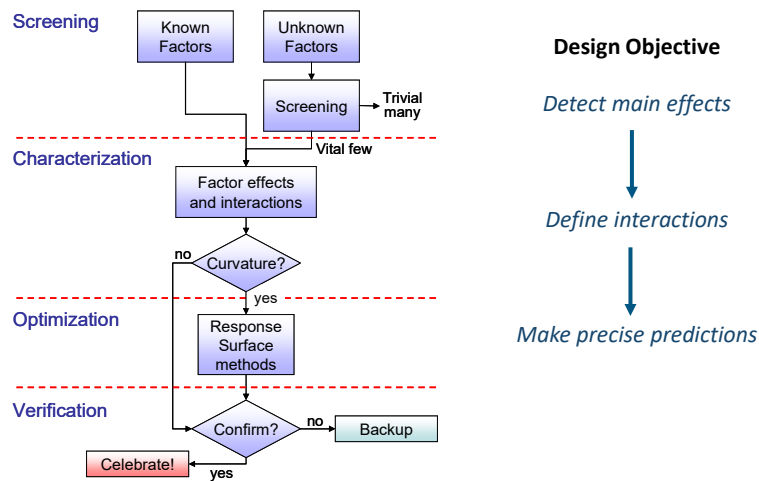 Screening
Known
Factors
Unknown
Factors
Screening
Trivial
many
Vital few
Characterization
Factor effects
and interactions
no
Curvature?
yes
Optimization
Response
Surface
methods
Verification
Confirm?
no
Backup
Celebrate!
yes
Design Objective
Detect main effects
Define interactions
Make precise predictions